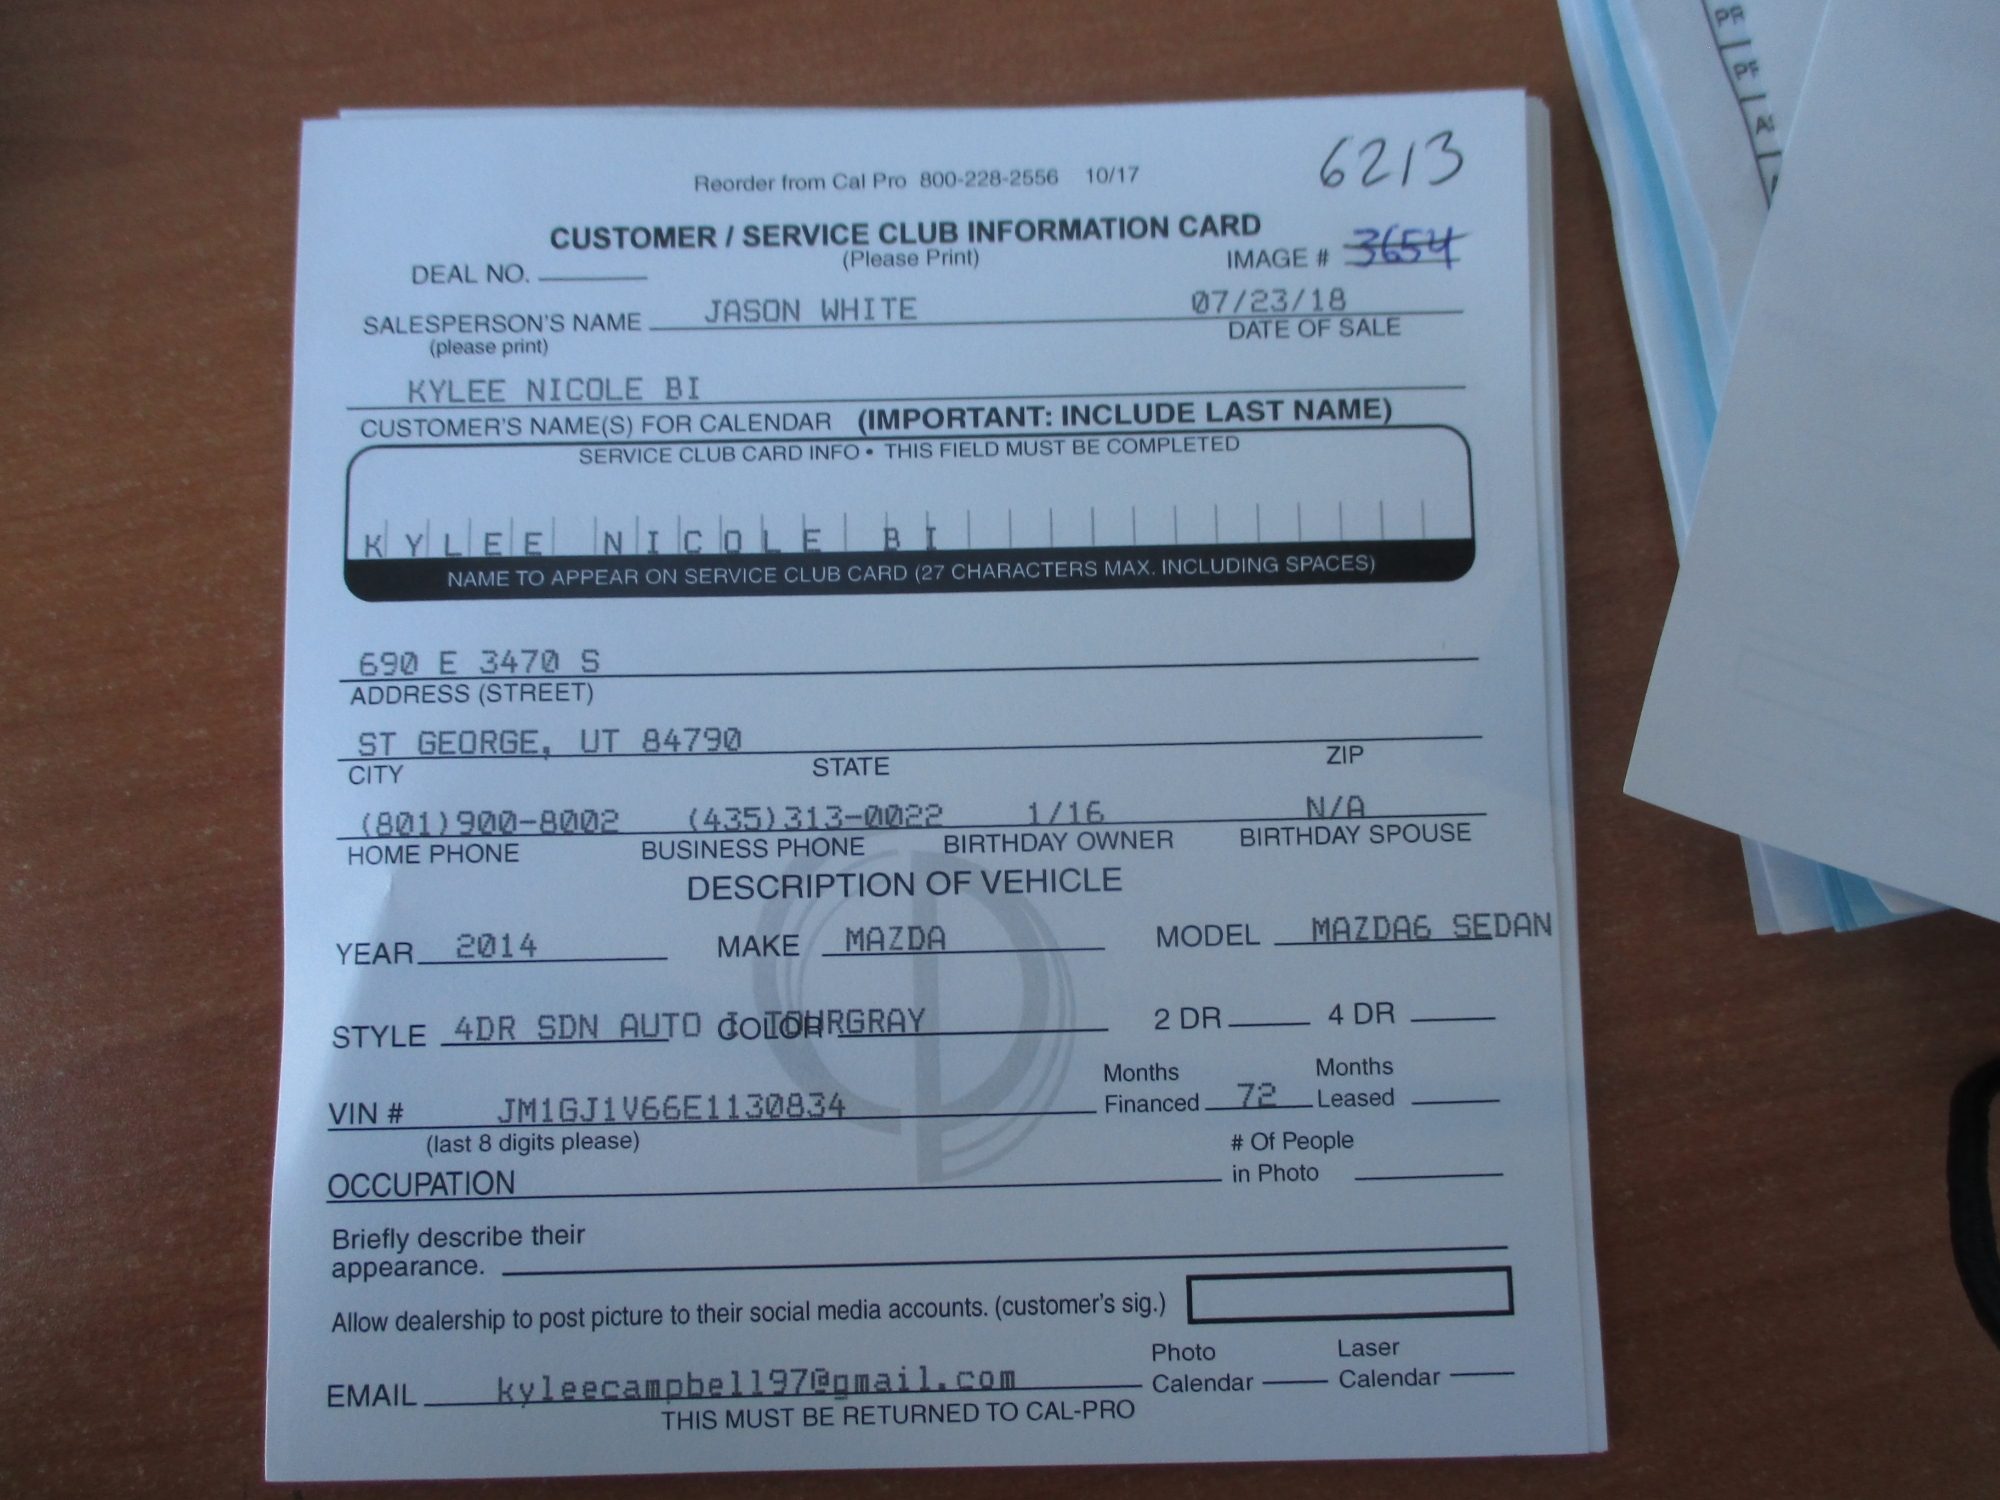 6213
Reorder from Cal Pro 800-228-2556 10/17
CUSTOMER / SERVICE CLUB INFORMATION CARD
(Please Print)
DEAL NO. IMAGE # 3654
SALESPERSON'S NAME JASON WHITE 07/23/18
(please print) DATE OF SALE
KYLEE NICOLE BI
CUSTOMER'S NAME(S) FOR CALENDAR (IMPORTANT: INCLUDE LAST NAME)
SERVICE CLUB CARD INFO • THIS FIELD MUST BE COMPLETED
KYLEE NICOLE BI
NAME TO APPEAR ON SERVICE CLUB CARD (27 CHARACTERS MAX. INCLUDING SPACES)
690 E 3470 S
ADDRESS (STREET)
ST GEORGE, UT 84790
CITY STATE ZIP
(801)900-8002 (435)313-0022 1/16 N/A
HOME PHONE BUSINESS PHONE BIRTHDAY OWNER BIRTHDAY SPOUSE
DESCRIPTION OF VEHICLE
YEAR 2014 MAKE MAZDA MODEL MAZDA6 SEDAN
STYLE 4DR SDN AUTO COLOR GRAY 2 DR 4 DR
Months Months
VIN # JM1GJ1V66E1130834 Financed 72 Leased
(last 8 digits please) # Of People
OCCUPATION in Photo
Briefly describe their
appearance.
Allow dealership to post picture to their social media accounts. (customer's sig.)
Photo Laser
EMAIL kyleecampbell97@gmail.com Calendar Calendar
THIS MUST BE RETURNED TO CAL-PRO